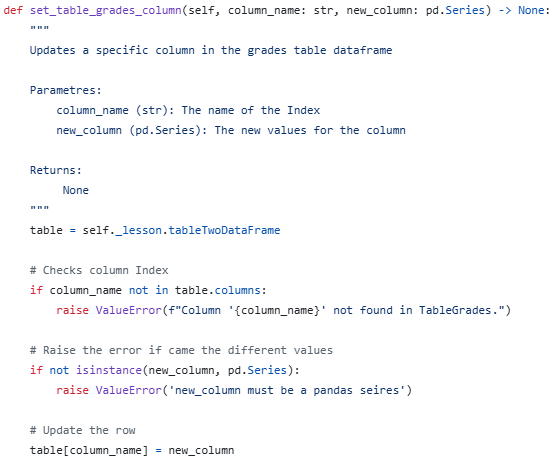 def set_table_grades_column(self, column_name: str, new_column: pd.Series) -> None:
    """
    Updates a specific column in the grades table dataframe

    Parametres:
        column_name (str): The name of the Index
        new_column (pd.Series): The new values for the column

    Returns:
         None
    """
    table = self._lesson.tableTwoDataFrame

    # Checks column Index
    if column_name not in table.columns:
        raise ValueError(f"Column '{column_name}' not found in TableGrades.")

    # Raise the error if came the different values
    if not isinstance(new_column, pd.Series):
        raise ValueError('new_column must be a pandas seires')

    # Update the row
    table[column_name] = new_column